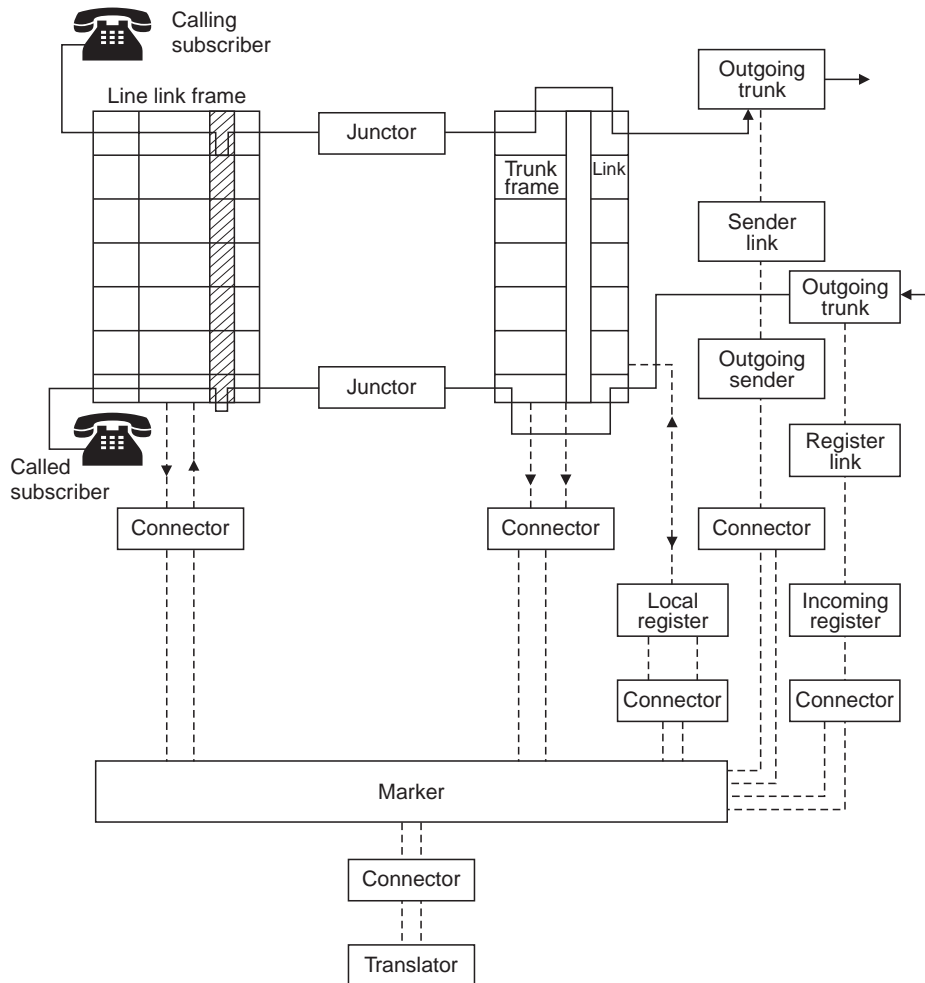 Calling
subscriber
Line link frame
Junctor
Trunk
frame
Link
Outgoing
trunk
Sender
link
Outgoing
trunk
Junctor
Outgoing
sender
Called
subscriber
Register
link
Connector
Connector
Connector
Local
register
Incoming
register
Connector
Connector
Marker
Connector
Translator